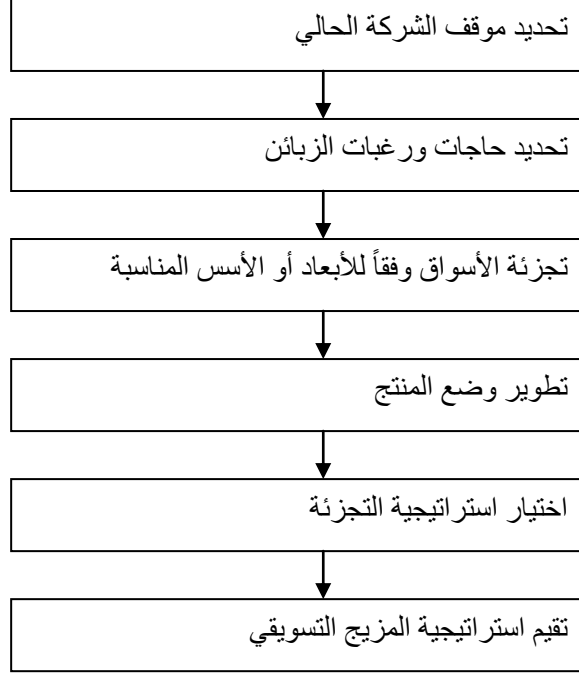 تحديد موقف الشركة الحالي
تحديد حاجات ورغبات الزبائن
تجزئة الأسواق وفقاً للأبعاد أو الأسس المناسبة
تطوير وضع المنتج
اختيار استراتيجية التجزئة
تقيم استراتيجية المزيج التسويقي